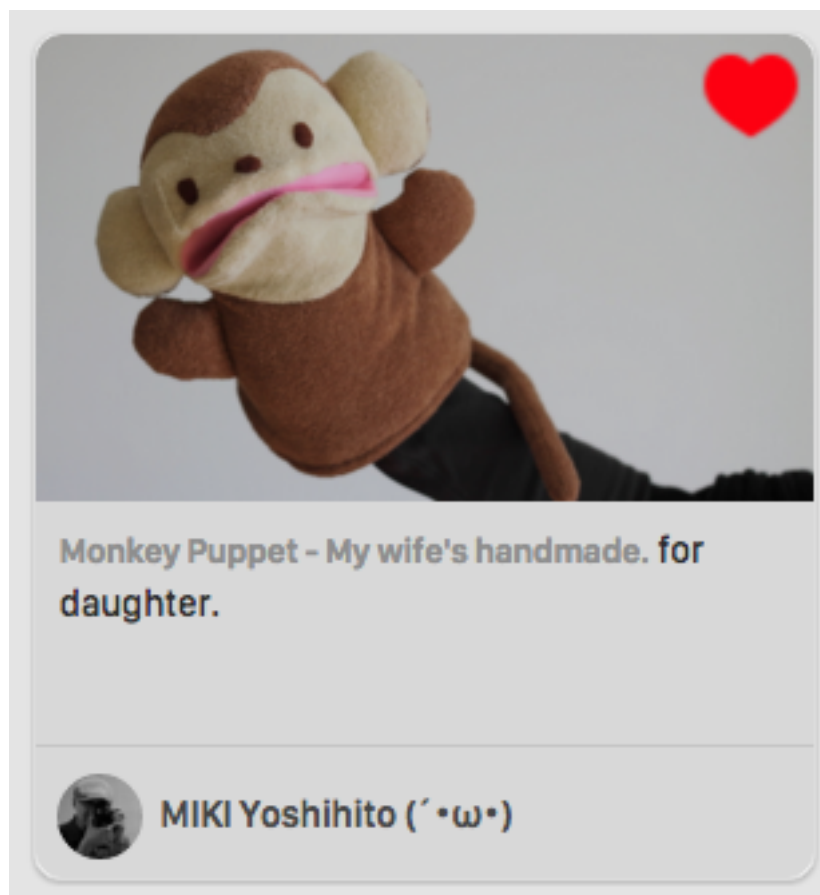 Monkey Puppet - My wife's handmade. for
daughter.
MIKI Yoshihito (´･ω･)